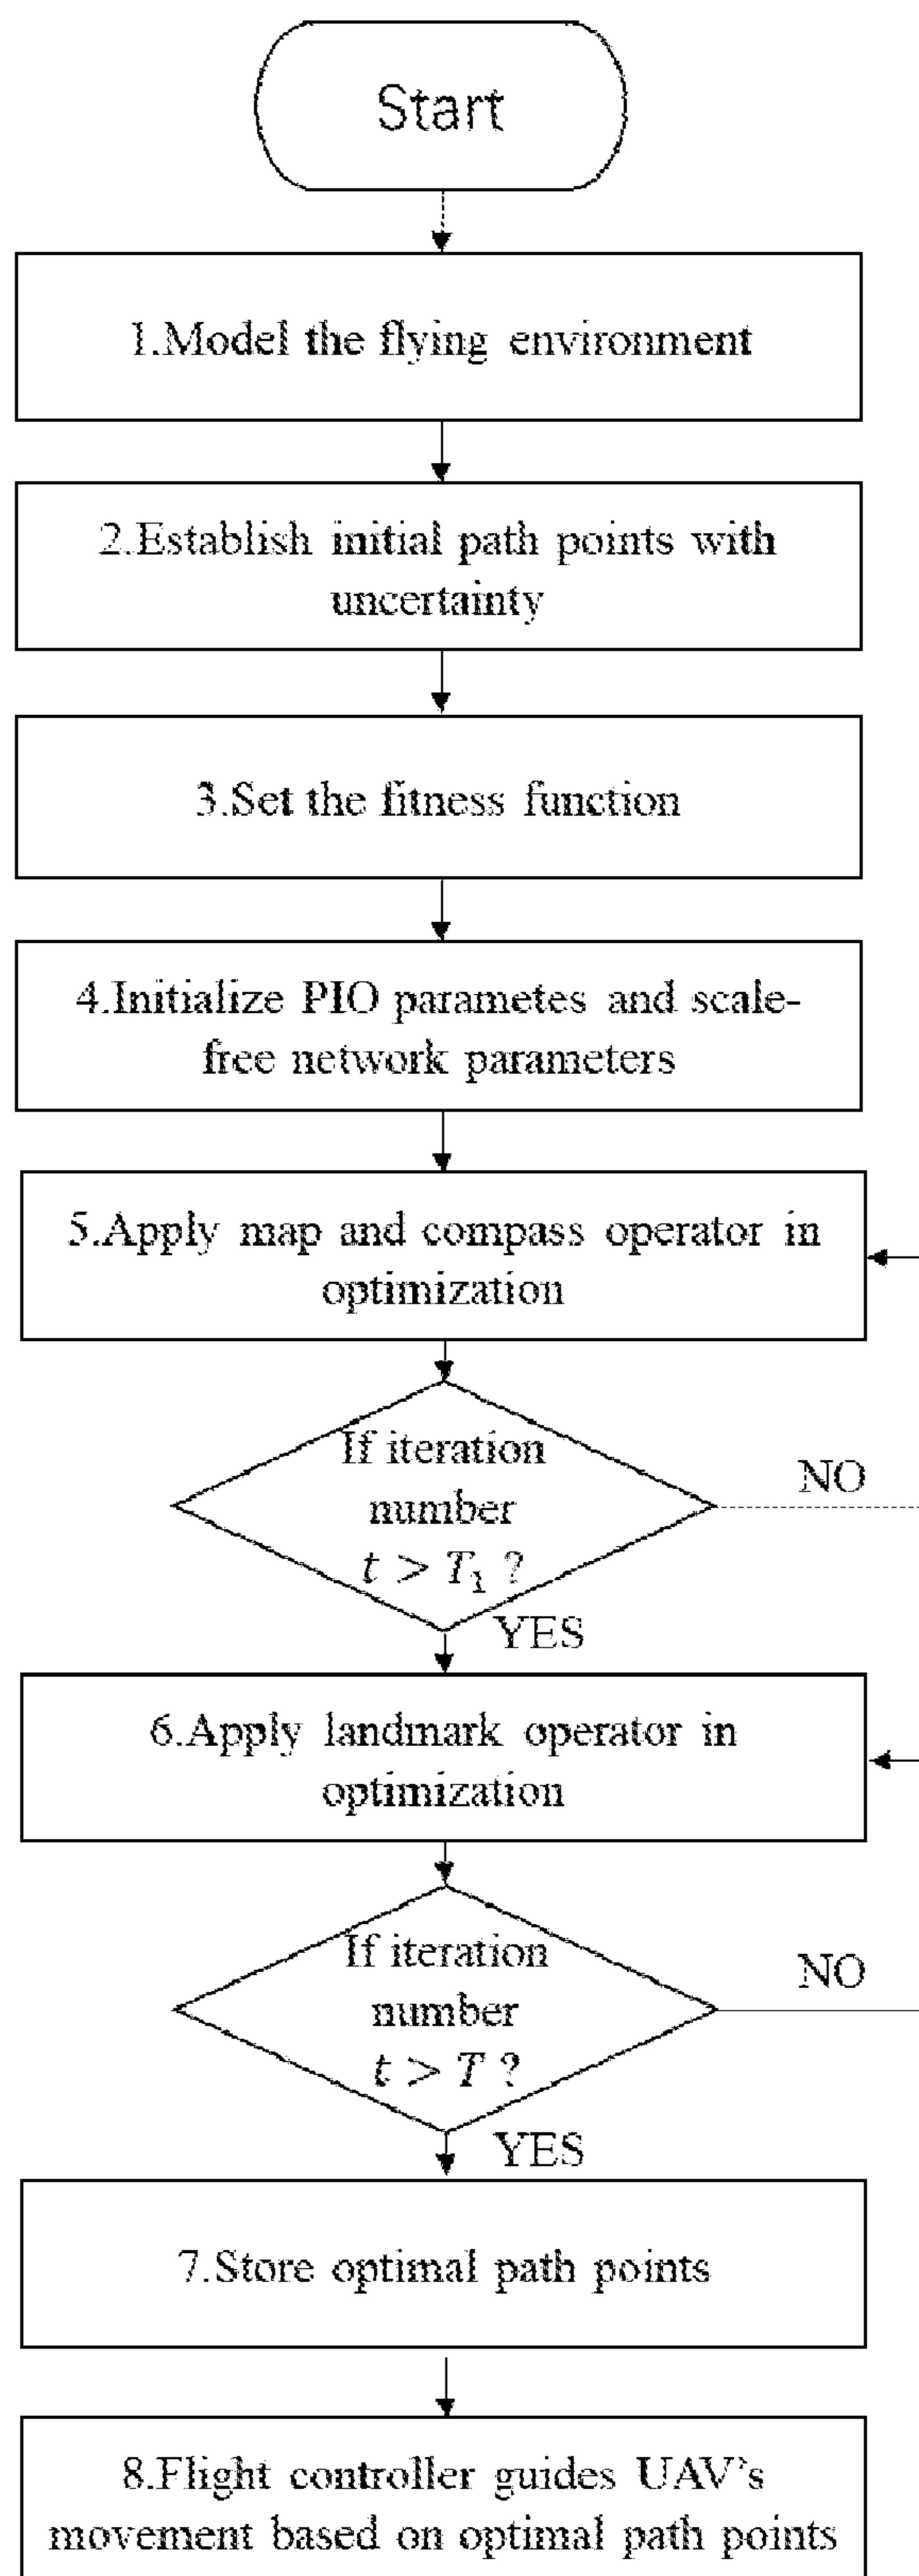 Start
1.Model the flying environment
2.Establish initial path points with
uncertainty
3.Set the fitness function
4.Initialize PIO parametes and scale-
free network parameters
5.Apply map and compass operator in
optimization
If iteration
number
t > T₁ ?
NO
YES
6.Apply landmark operator in
optimization
If iteration
number
t > T ?
NO
YES
7.Store optimal path points
8.Flight controller guides UAV's
movement based on optimal path points